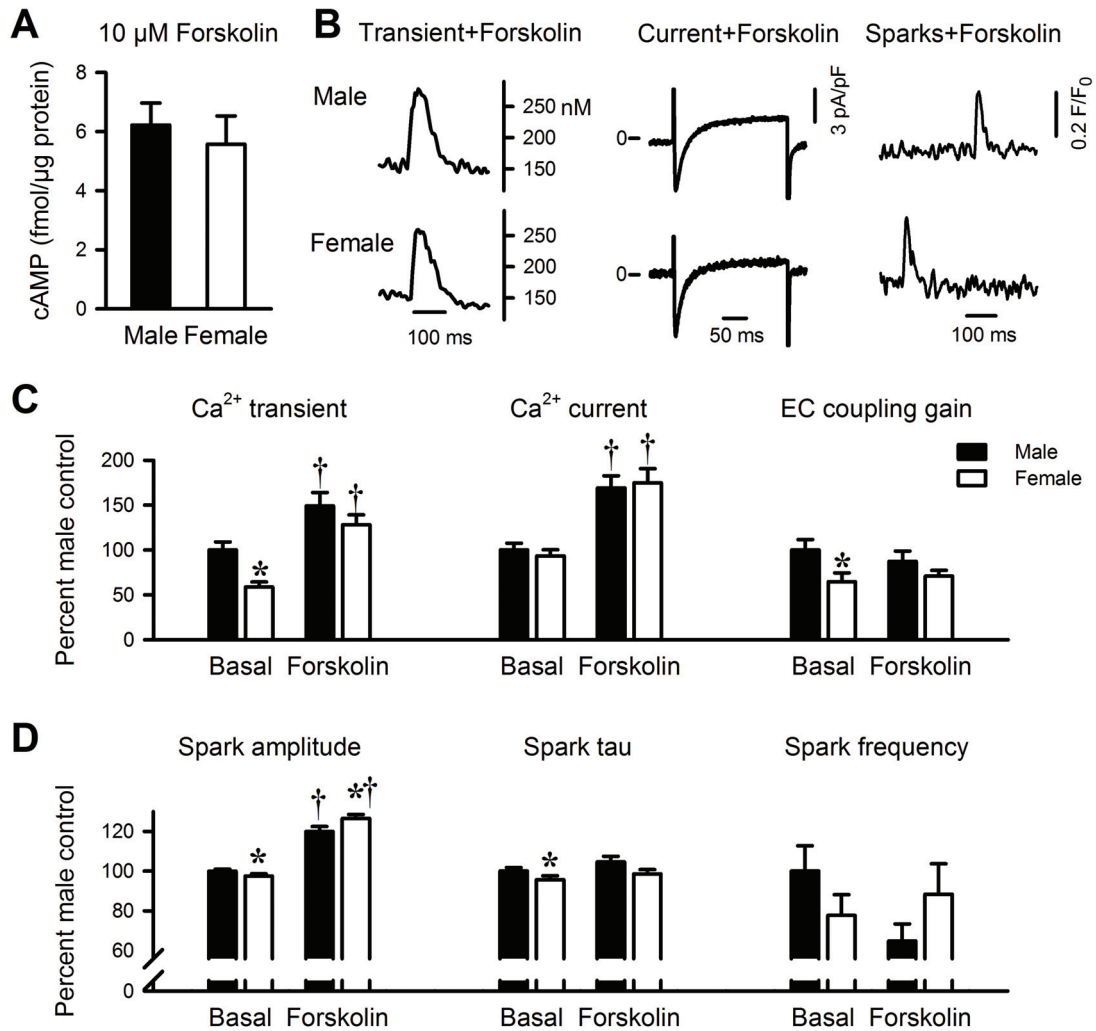 A
10 µM Forskolin
cAMP (fmol/µg protein)
8
6
4
2
0
Male Female
B
Transient+Forskolin
Current+Forskolin
Sparks+Forskolin
Male
250 nM
200
150
0
3 pA/pF
0.2 F/F₀
Female
250
200
150
0
100 ms
50 ms
100 ms
C
Ca²⁺ transient
Ca²⁺ current
EC coupling gain
Percent male control
200
150
100
50
0
† †
*
† †
*
Male
Female
Basal Forskolin
Basal Forskolin
Basal Forskolin
D
Spark amplitude
Spark tau
Spark frequency
Percent male control
120
100
80
60
0
*
†
*†
*
Basal Forskolin
Basal Forskolin
Basal Forskolin